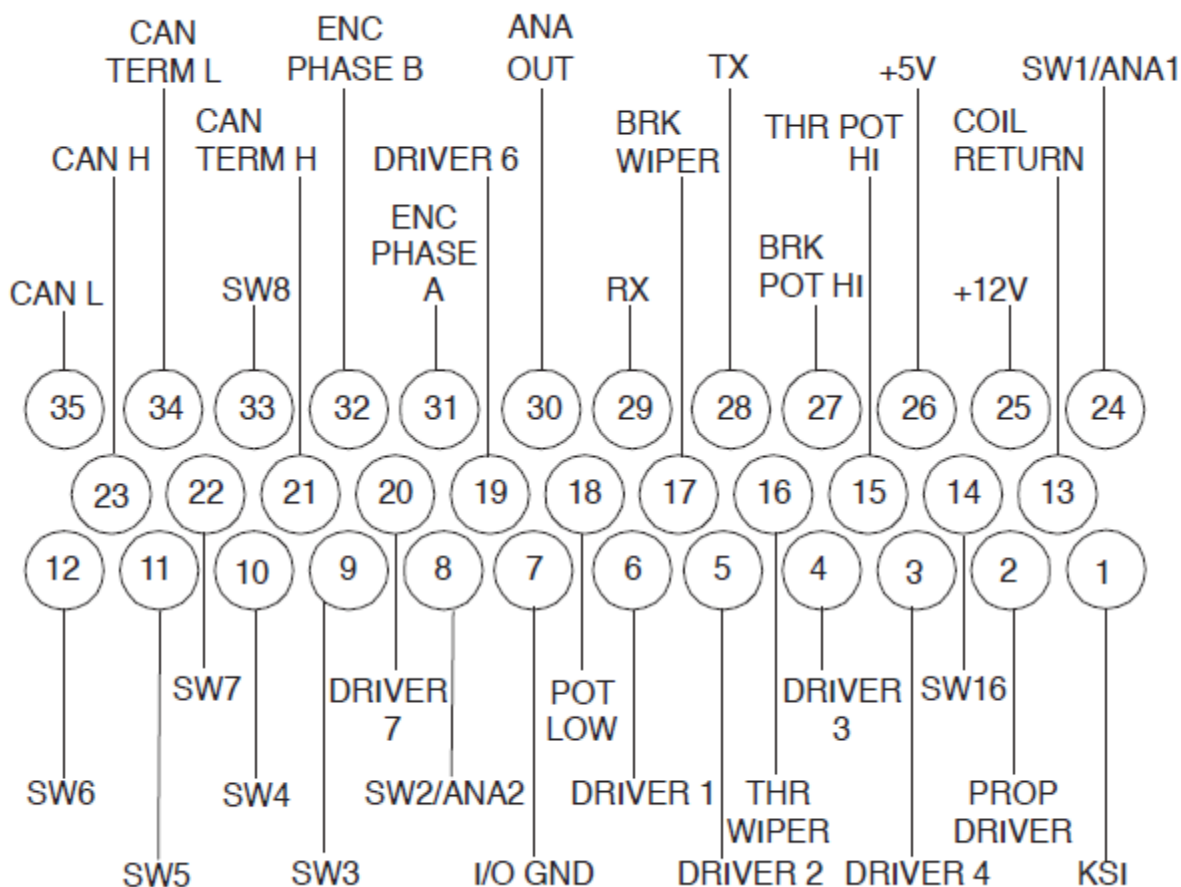 CAN
TERM L
ENC
PHASE B
ANA
OUT
TX
+5V
SW1/ANA1
CAN H
CAN
TERM H
DRIVER 6
BRK
WIPER
THR POT
HI
COIL
RETURN
CAN L
SW8
ENC
PHASE
A
RX
BRK
POT HI
+12V
35 34 33 32 31 30 29 28 27 26 25 24
23 22 21 20 19 18 17 16 15 14 13
12 11 10 9 8 7 6 5 4 3 2 1
SW7
DRIVER
7
POT
LOW
DRIVER
3
SW16
SW6
SW4
SW2/ANA2
DRIVER 1
THR
WIPER
PROP
DRIVER
SW5
SW3
I/O GND
DRIVER 2
DRIVER 4
KSI